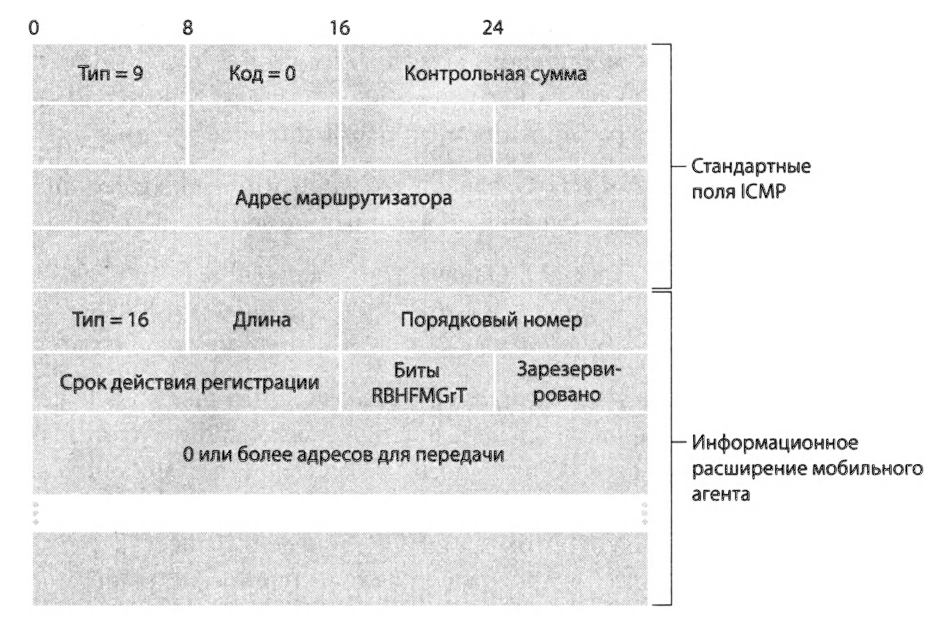 0 8 16 24
Тип = 9 Код = 0 Контрольная сумма
Стандартные
поля ICMP
Адрес маршрутизатора
Тип = 16 Длина Порядковый номер
Срок действия регистрации
Биты
RBHFMGrT
Зарезерви-
ровано
0 или более адресов для передачи
Информационное
расширение мобильного
агента